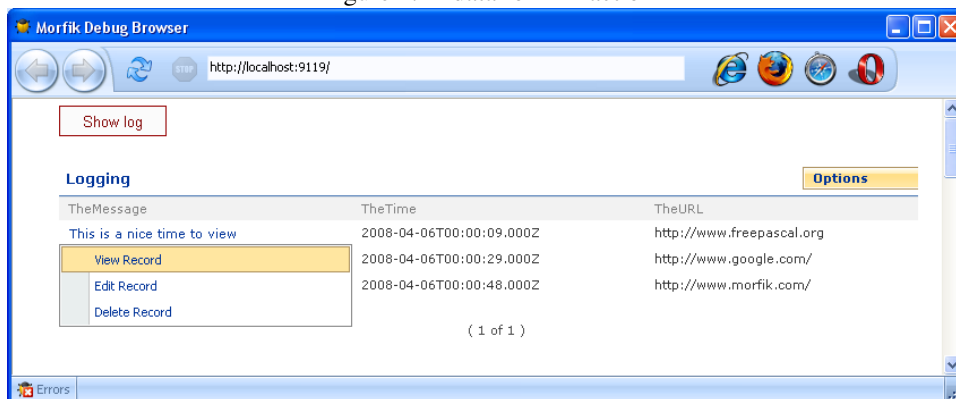 Morfik Debug Browser
STOP
http://localhost:9119/
Show log
Logging
Options
TheMessage TheTime TheURL
This is a nice time to view 2008-04-06T00:00:09.000Z http://www.freepascal.org
View Record 2008-04-06T00:00:29.000Z http://www.google.com/
Edit Record 2008-04-06T00:00:48.000Z http://www.morfik.com/
Delete Record
( 1 of 1 )
Errors